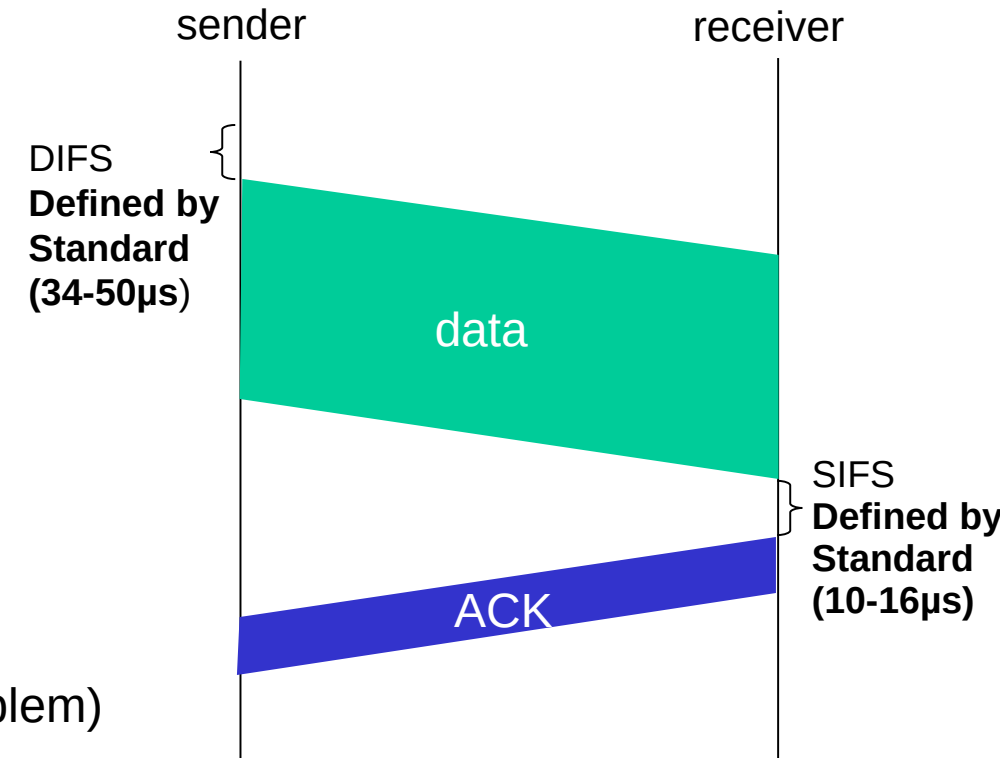 sender
receiver
DIFS
Defined by
Standard
(34-50µs)
data
SIFS
Defined by
Standard
(10-16µs)
ACK
blem)